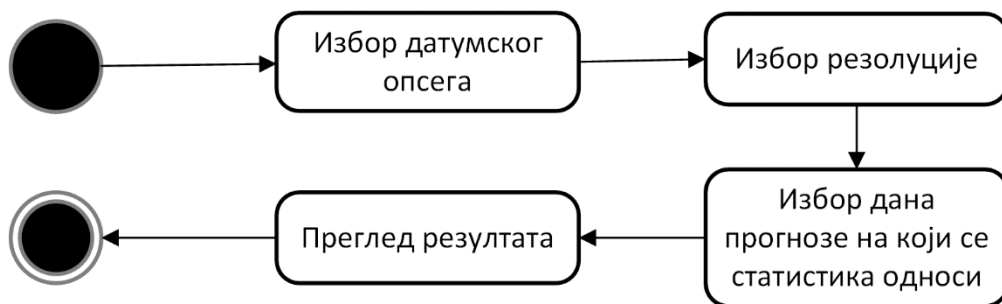 Избор датумског
опсега
Избор резолуције
Избор дана
прогнозе на који се
статистика односи
Преглед резултата